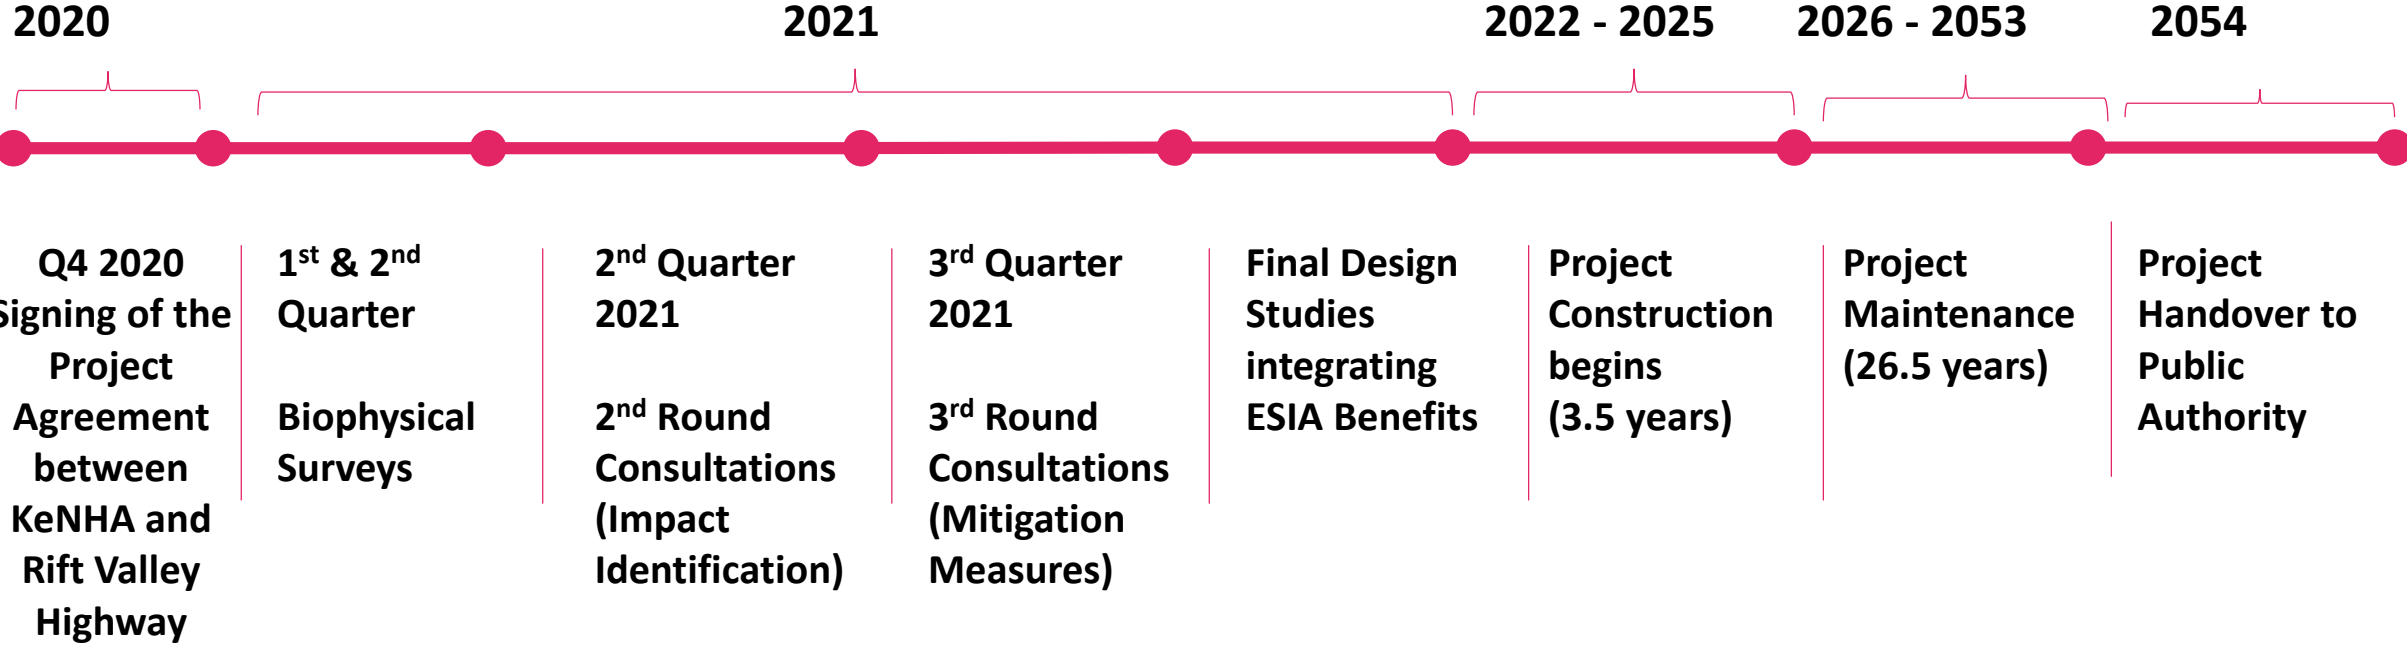 2020
2021
2022 - 2025
2026 - 2053
2054
Q4 2020
Signing of the
Project
Agreement
between
KeNHA and
Rift Valley
Highway
1st & 2nd
Quarter
Biophysical
Surveys
2nd Quarter
2021
2nd Round
Consultations
(Impact
Identification)
3rd Quarter
2021
3rd Round
Consultations
(Mitigation
Measures)
Final Design
Studies
integrating
ESIA Benefits
Project
Construction
begins
(3.5 years)
Project
Maintenance
(26.5 years)
Project
Handover to
Public
Authority